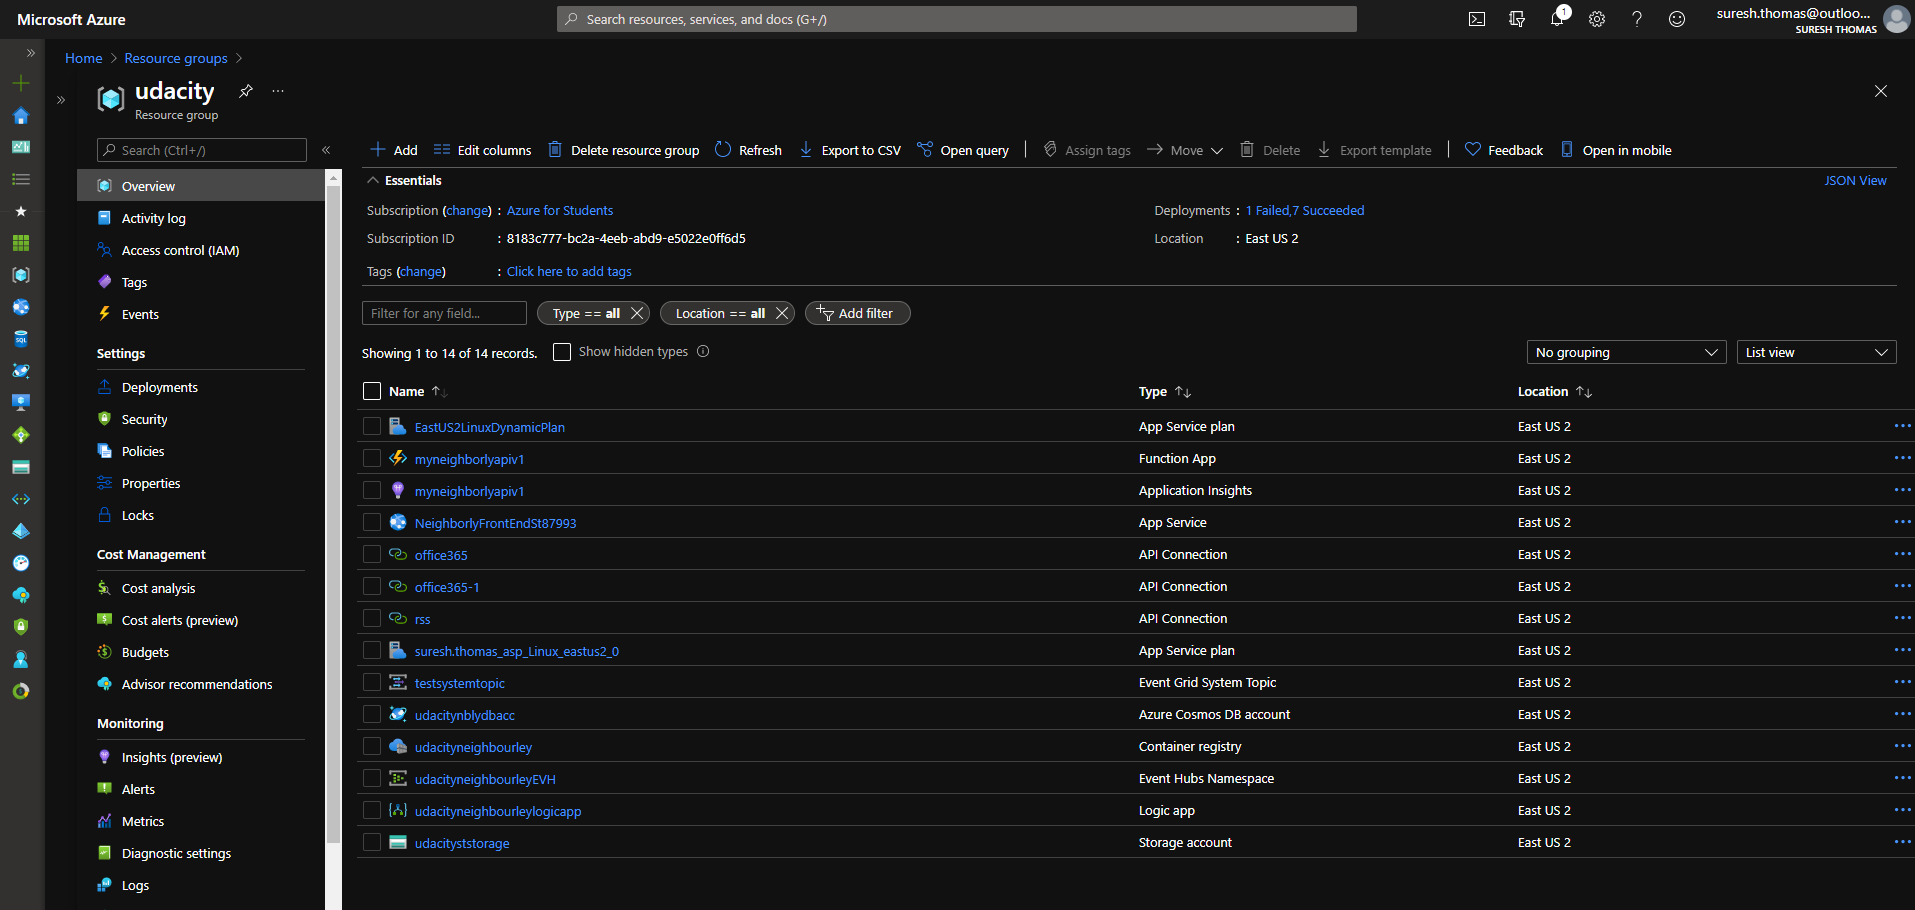 Microsoft Azure
Search resources, services, and docs (G+/)
1
suresh.thomas@outloo...
SURESH THOMAS
Home > Resource groups >
udacity
Resource group
Search (Ctrl+/)
Overview
Activity log
Access control (IAM)
Tags
Events
Settings
Deployments
Security
Policies
Properties
Locks
Cost Management
Cost analysis
Cost alerts (preview)
Budgets
Advisor recommendations
Monitoring
Insights (preview)
Alerts
Metrics
Diagnostic settings
Logs
Add Edit columns Delete resource group Refresh Export to CSV Open query Assign tags Move Delete Export template Feedback Open in mobile
Essentials
JSON View
Subscription (change) : Azure for Students
Deployments : 1 Failed,7 Succeeded
Subscription ID : 8183c777-bc2a-4eeb-abd9-e5022e0ff6d5
Location : East US 2
Tags (change) : Click here to add tags
Filter for any field...
Type == all
Location == all
Add filter
Showing 1 to 14 of 14 records.
Show hidden types
No grouping
List view
Name Type Location
EastUS2LinuxDynamicPlan App Service plan East US 2
myneighborlyapiv1 Function App East US 2
myneighborlyapiv1 Application Insights East US 2
NeighborlyFrontEndSt87993 App Service East US 2
office365 API Connection East US 2
office365-1 API Connection East US 2
rss API Connection East US 2
suresh.thomas_asp_Linux_eastus2_0 App Service plan East US 2
testsystemtopic Event Grid System Topic East US 2
udacitynblydbacc Azure Cosmos DB account East US 2
udacityneighbourley Container registry East US 2
udacityneighbourleyEVH Event Hubs Namespace East US 2
udacityneighbourleylogicapp Logic app East US 2
udacityststorage Storage account East US 2